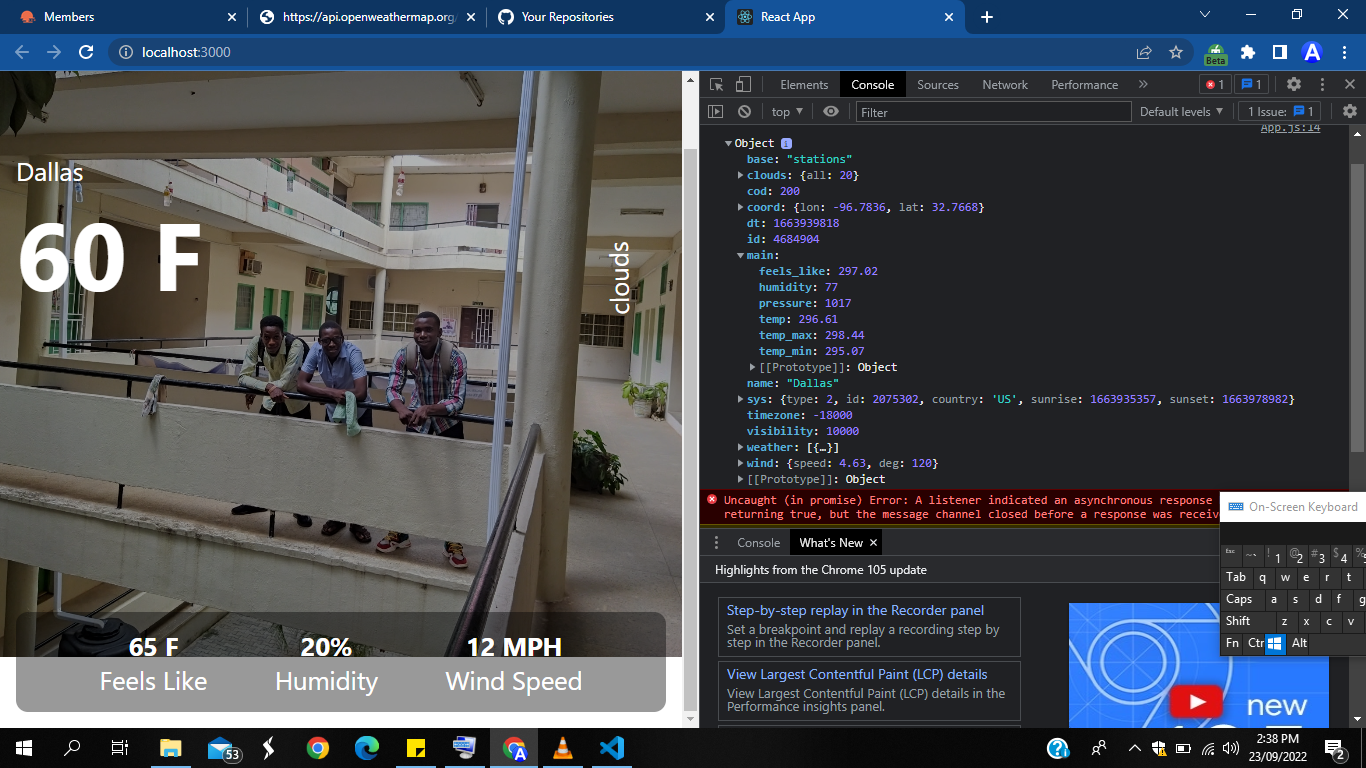 Members
https://api.openweathermap.org/
Your Repositories
React App
localhost:3000
Beta
A
Dallas
60 F
clouds
65 F
20%
12 MPH
Feels Like
Humidity
Wind Speed
Elements
Console
Sources
Network
Performance
1
1
top
Filter
Default levels
1 Issue:
1
App.js:14
Object i
base: "stations"
clouds: {all: 20}
cod: 200
coord: {lon: -96.7836, lat: 32.7668}
dt: 1663939818
id: 4684904
main:
feels_like: 297.02
humidity: 77
pressure: 1017
temp: 296.61
temp_max: 298.44
temp_min: 295.07
[[Prototype]]: Object
name: "Dallas"
sys: {type: 2, id: 2075302, country: 'US', sunrise: 1663935357, sunset: 1663978982}
timezone: -18000
visibility: 10000
weather: [{…}]
wind: {speed: 4.63, deg: 120}
[[Prototype]]: Object
Uncaught (in promise) Error: A listener indicated an asynchronous response
returning true, but the message channel closed before a response was receiv
Console
What's New
Highlights from the Chrome 105 update
Step-by-step replay in the Recorder panel
Set a breakpoint and replay a recording step by
step in the Recorder panel.
View Largest Contentful Paint (LCP) details
View Largest Contentful Paint (LCP) details in the
Performance insights panel.
new
On-Screen Keyboard
esc ~ ` ! 1 @ 2 # 3 $ 4 % 5
Tab q w e r t
Caps a s d f g
Shift z x c v
Fn Ctr Alt
53
A
2:38 PM
23/09/2022
2